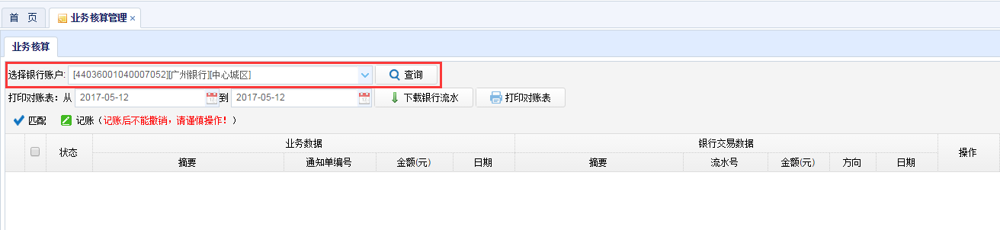 首 页 业务核算管理 ×
业务核算
选择银行账户: [44036001040007052][广州银行][中心城区] 查询
打印对账表：从 2017-05-12 到 2017-05-12 下载银行流水 打印对账表
匹配 记账（记账后不能撤销，请谨慎操作！）
状态 业务数据 银行交易数据 操作
摘要 通知单编号 金额(元) 日期 摘要 流水号 金额(元) 方向 日期